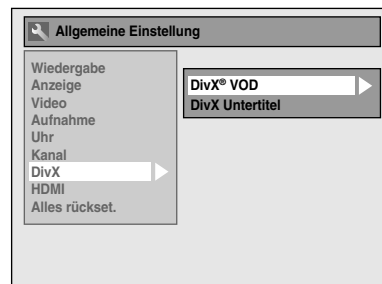 Allgemeine Einstellung
Wiedergabe
Anzeige
Video
Aufnahme
Uhr
Kanal
DivX
HDMI
Alles rückset.
DivX® VOD
DivX Untertitel